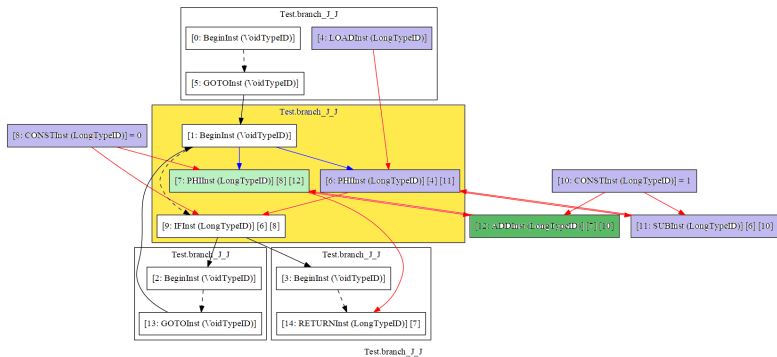 Test.branch_J_J
[0: BeginInst (VoidTypeID)]
[4: LOADInst (LongTypeID)]
[5: GOTOInst (VoidTypeID)]
Test.branch_J_J
[8: CONSTInst (LongTypeID)] = 0
[1: BeginInst (VoidTypeID)]
[7: PHIInst (LongTypeID)] [8] [12]
[6: PHIInst (LongTypeID)] [4] [11]
[10: CONSTInst (LongTypeID)] = 1
[9: IFInst (LongTypeID)] [6] [8]
[12: ADDInst (LongTypeID)] [7] [10]
[11: SUBInst (LongTypeID)] [6] [10]
Test.branch_J_J
Test.branch_J_J
[2: BeginInst (VoidTypeID)]
[3: BeginInst (VoidTypeID)]
[13: GOTOInst (VoidTypeID)]
[14: RETURNInst (LongTypeID)] [7]
Test.branch_J_J